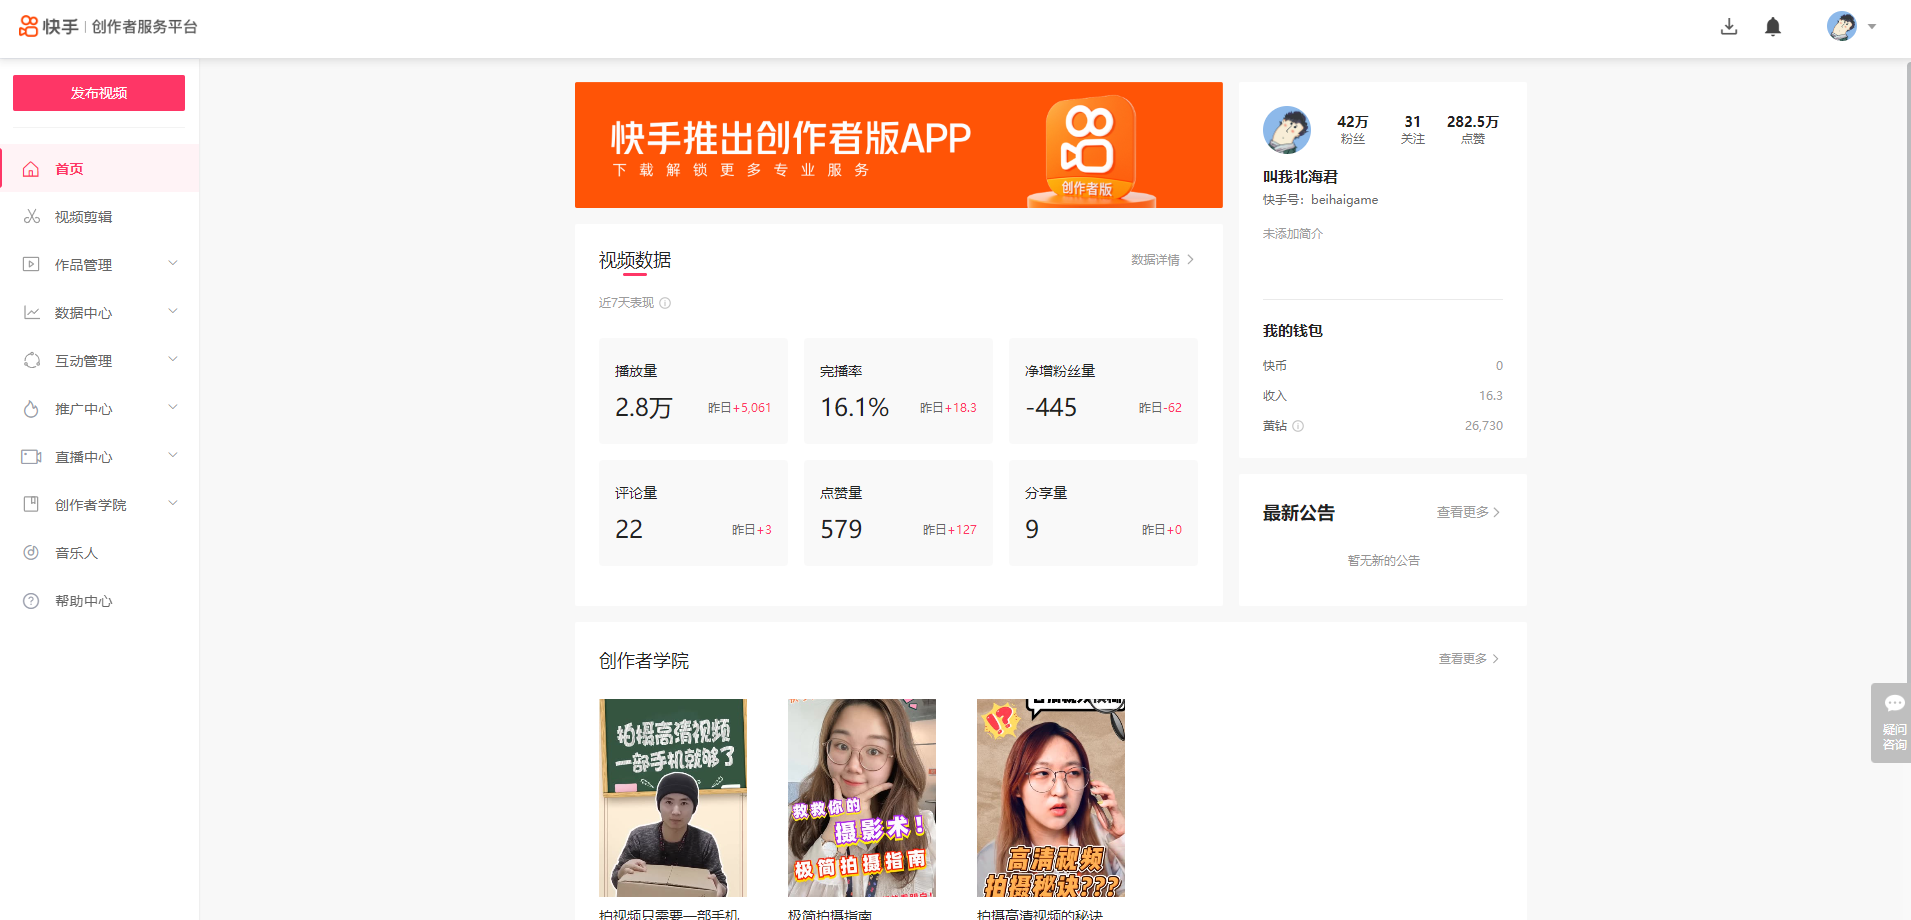 快手 | 创作者服务平台
发布视频
首页
视频剪辑
作品管理
数据中心
互动管理
推广中心
直播中心
创作者学院
音乐人
帮助中心
快手推出创作者版APP
下载解锁更多专业服务
创作者版
视频数据
数据详情
近7天表现
播放量
2.8万 昨日+5,061
完播率
16.1% 昨日+18.3
净增粉丝量
-445 昨日-62
评论量
22 昨日+3
点赞量
579 昨日+127
分享量
9 昨日+0
42万 31 282.5万
粉丝 关注 点赞
叫我北海君
快手号：beihaigame
未添加简介
我的钱包
快币 0
收入 16.3
黄钻 26,730
最新公告 查看更多
暂无新的公告
创作者学院 查看更多
拍摄高清视频
一部手机就够了
拍视频只需要一部手机
救救你的
摄影术！
极简拍摄指南
极简拍摄指南
高清视频
拍摄秘诀???
拍摄高清视频的秘诀
疑问
咨询